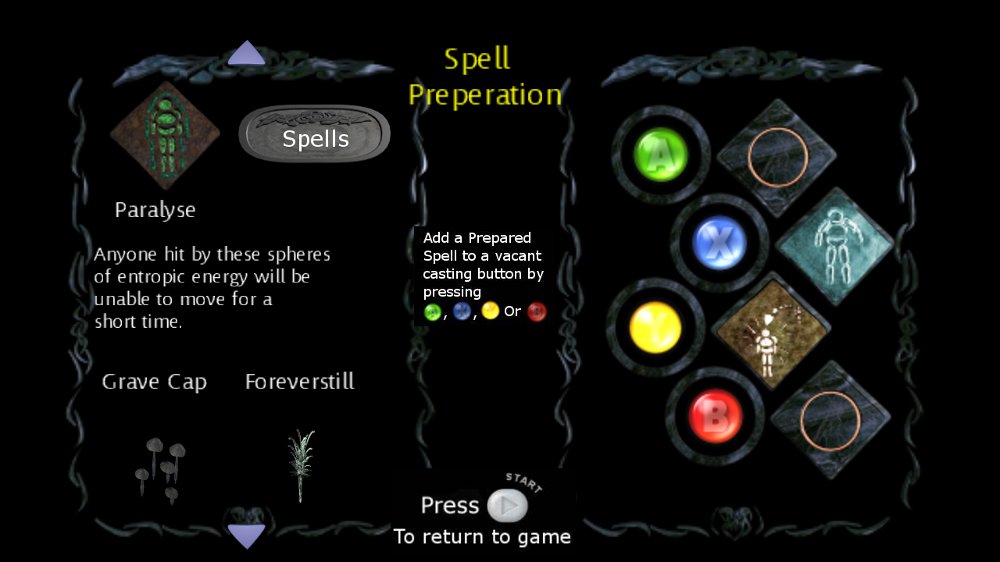 Spell
Preperation
Spells
Paralyse
Anyone hit by these spheres
of entropic energy will be
unable to move for a
short time.
Grave Cap
Foreverstill
Add a Prepared
Spell to a vacant
casting button by
pressing
A, X, Y Or B
A
X
Y
B
START
Press
To return to game